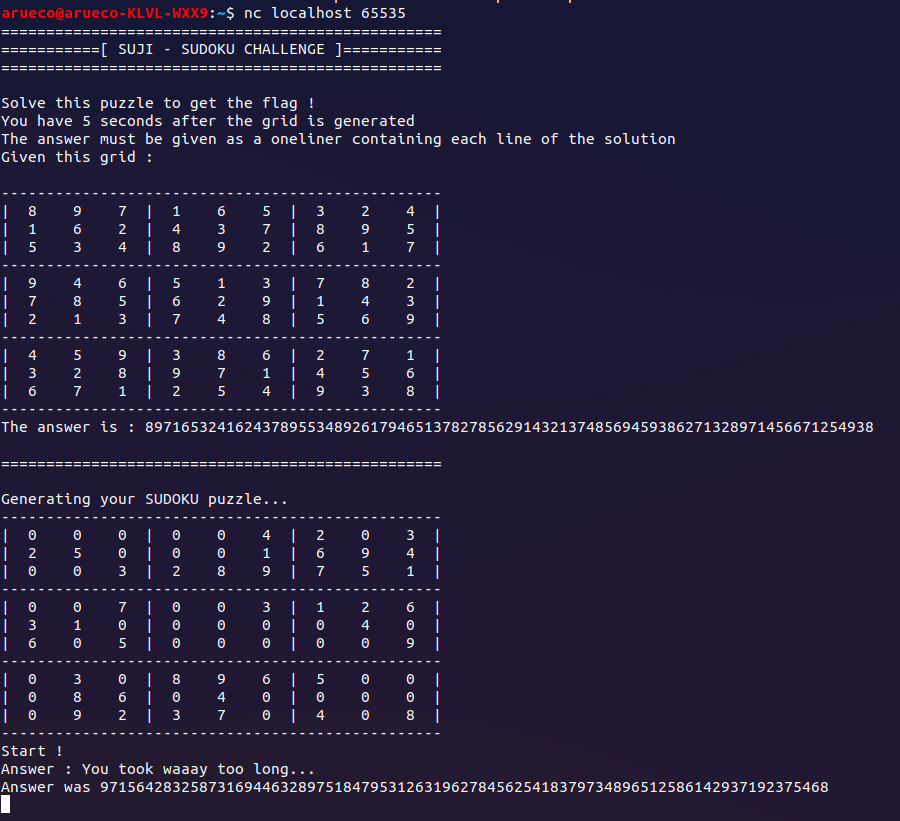 arueco@arueco-KLVL-WXX9:~$ nc localhost 65535
=================================================
===========[ SUJI - SUDOKU CHALLENGE ]===========
=================================================
Solve this puzzle to get the flag !
You have 5 seconds after the grid is generated
The answer must be given as a oneliner containing each line of the solution
Given this grid :
-------------------------------------------------
|  8    9    7  |  1    6    5  |  3    2    4  |
|  1    6    2  |  4    3    7  |  8    9    5  |
|  5    3    4  |  8    9    2  |  6    1    7  |
-------------------------------------------------
|  9    4    6  |  5    1    3  |  7    8    2  |
|  7    8    5  |  6    2    9  |  1    4    3  |
|  2    1    3  |  7    4    8  |  5    6    9  |
-------------------------------------------------
|  4    5    9  |  3    8    6  |  2    7    1  |
|  3    2    8  |  9    7    1  |  4    5    6  |
|  6    7    1  |  2    5    4  |  9    3    8  |
-------------------------------------------------
The answer is : 897165324162437895534892617946513782785629143213748569459386271328971456671254938
=================================================
Generating your SUDOKU puzzle...
-------------------------------------------------
|  0    0    0  |  0    0    4  |  2    0    3  |
|  2    5    0  |  0    0    1  |  6    9    4  |
|  0    0    3  |  2    8    9  |  7    5    1  |
-------------------------------------------------
|  0    0    7  |  0    0    3  |  1    2    6  |
|  3    1    0  |  0    0    0  |  0    4    0  |
|  6    0    5  |  0    0    0  |  0    0    9  |
-------------------------------------------------
|  0    3    0  |  8    9    6  |  5    0    0  |
|  0    8    6  |  0    4    0  |  0    0    0  |
|  0    9    2  |  3    7    0  |  4    0    8  |
-------------------------------------------------
Start !
Answer : You took waaay too long...
Answer was 971564283258731694463289751847953126319627845625418379734896512586142937192375468